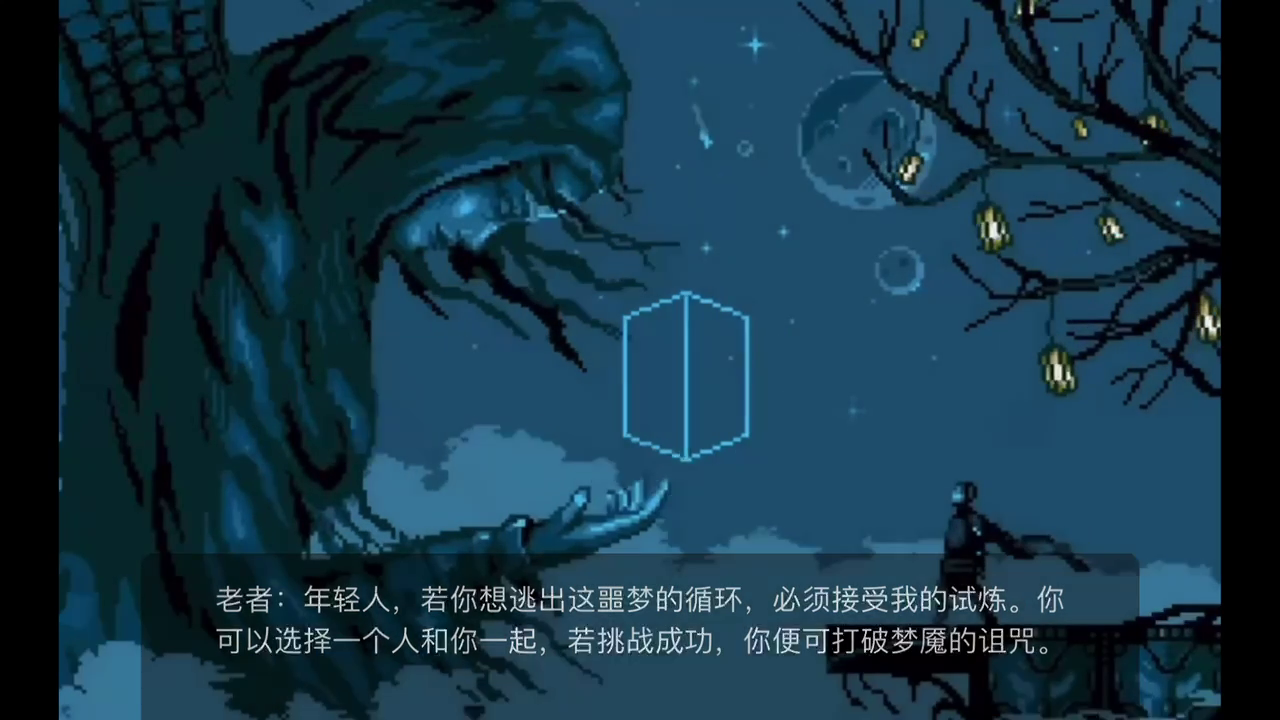 老者：年轻人，若你想逃出这噩梦的循环，必须接受我的试炼。你
可以选择一个人和你一起，若挑战成功，你便可打破梦魇的诅咒。